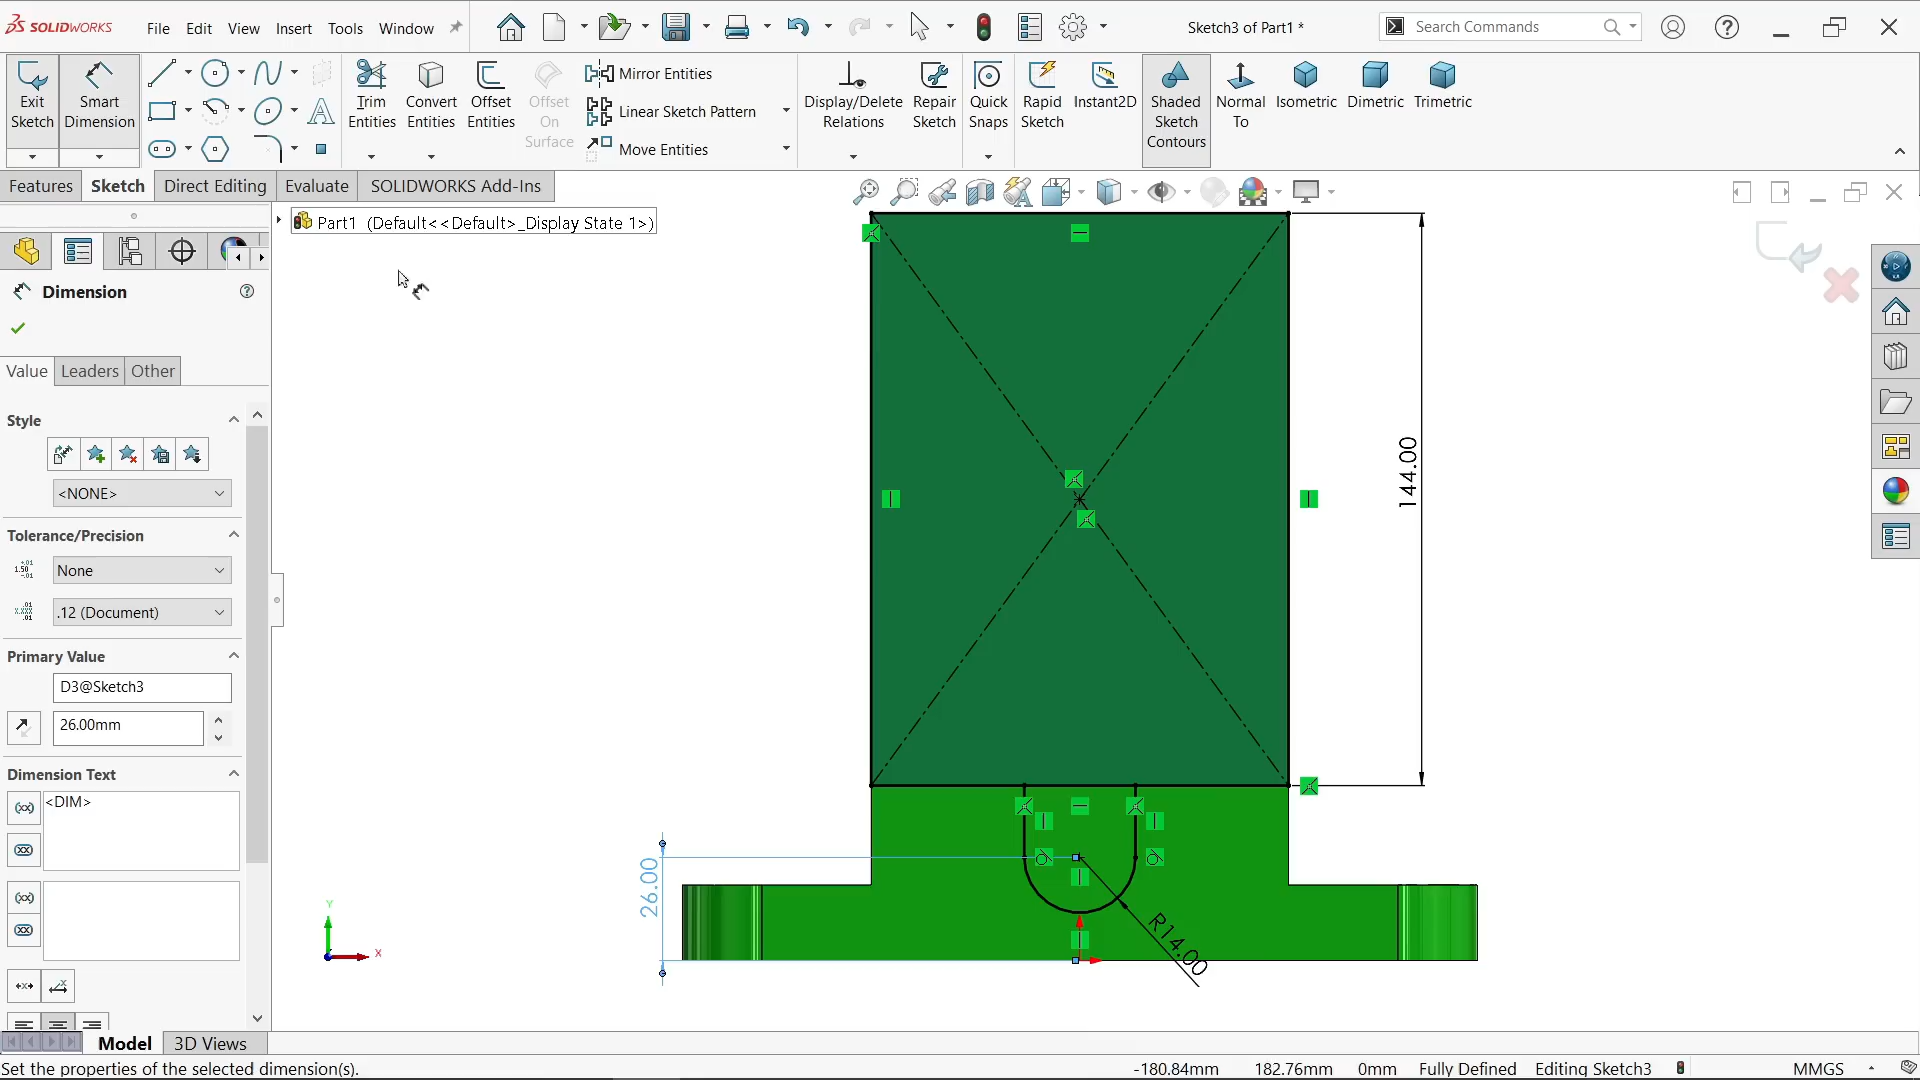 SOLIDWORKS
File
Edit
View
Insert
Tools
Window
Sketch3 of Part1 *
Search Commands
Exit Sketch
Smart Dimension
Trim Entities
Convert Entities
Offset Entities
Offset On Surface
Mirror Entities
Linear Sketch Pattern
Move Entities
Display/Delete Relations
Repair Sketch
Quick Snaps
Rapid Sketch
Instant2D
Shaded Sketch Contours
Normal To
Isometric
Dimetric
Trimetric
Features
Sketch
Direct Editing
Evaluate
SOLIDWORKS Add-Ins
Part1 (Default<<Default>_Display State 1>)
Dimension
Value
Leaders
Other
Style
<NONE>
Tolerance/Precision
None
.12 (Document)
Primary Value
D3@Sketch3
26.00mm
Dimension Text
<DIM>
144.00
26.00
R14.00
Y
X
Model
3D Views
Set the properties of the selected dimension(s).
-180.84mm
182.76mm
0mm
Fully Defined
Editing Sketch3
MMGS